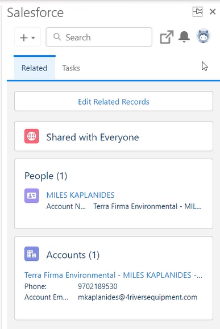 Salesforce
Search
Related Tasks
Edit Related Records
Shared with Everyone
People (1)
MILES KAPLANIDES
Account N... Terra Firma Environmental - MIL...
Accounts (1)
Terra Firma Environmental - MILES KAPLANIDES -...
Phone: 9702189530
Account Em... mkaplanides@4riversequipment.com